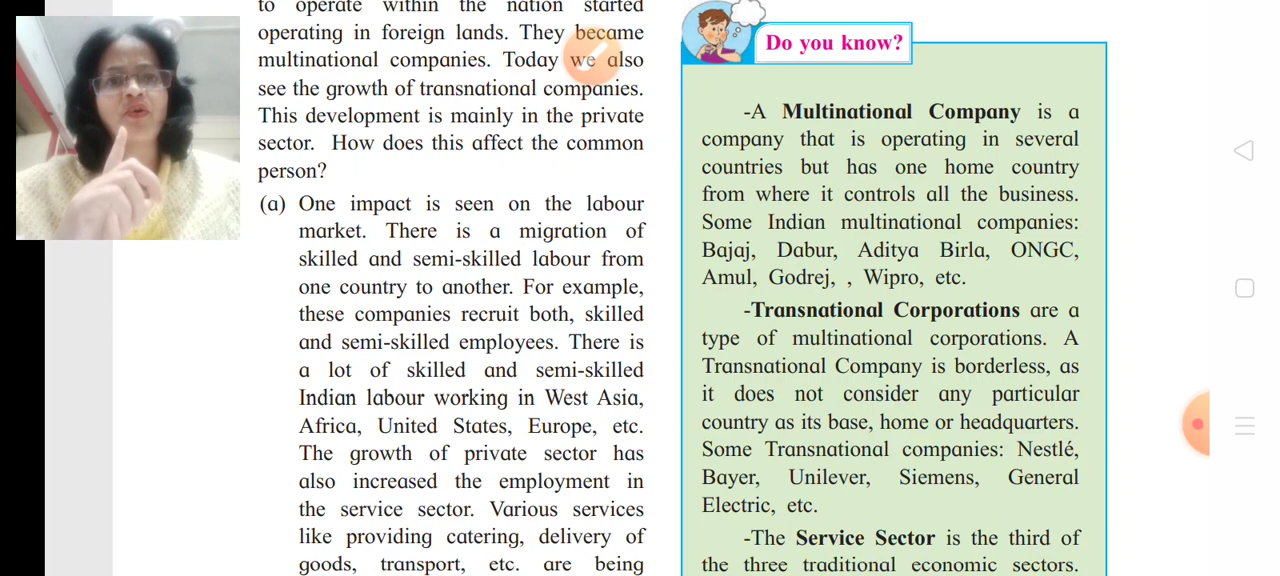 to operate within the nation started
operating in foreign lands. They became
multinational companies. Today we also
see the growth of transnational companies.
This development is mainly in the private
sector. How does this affect the common
person?
(a) One impact is seen on the labour
market. There is a migration of
skilled and semi-skilled labour from
one country to another. For example,
these companies recruit both, skilled
and semi-skilled employees. There is
a lot of skilled and semi-skilled
Indian labour working in West Asia,
Africa, United States, Europe, etc.
The growth of private sector has
also increased the employment in
the service sector. Various services
like providing catering, delivery of
goods, transport, etc. are being
Do you know?
-A Multinational Company is a
company that is operating in several
countries but has one home country
from where it controls all the business.
Some Indian multinational companies:
Bajaj, Dabur, Aditya Birla, ONGC,
Amul, Godrej, , Wipro, etc.
-Transnational Corporations are a
type of multinational corporations. A
Transnational Company is borderless, as
it does not consider any particular
country as its base, home or headquarters.
Some Transnational companies: Nestlé,
Bayer, Unilever, Siemens, General
Electric, etc.
-The Service Sector is the third of
the three traditional economic sectors.